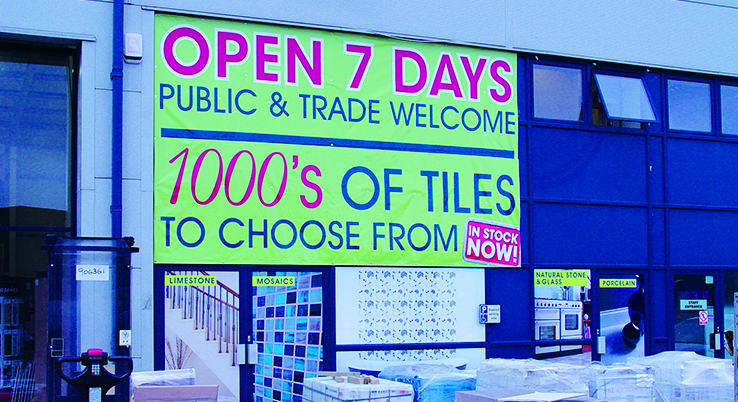 OPEN 7 DAYS
PUBLIC & TRADE WELCOME
1000's OF TILES
TO CHOOSE FROM
IN STOCK
NOW!
LIMESTONE
MOSAICS
NATURAL STONE
& GLASS
PORCELAIN
906361
STAFF ENTRANCE